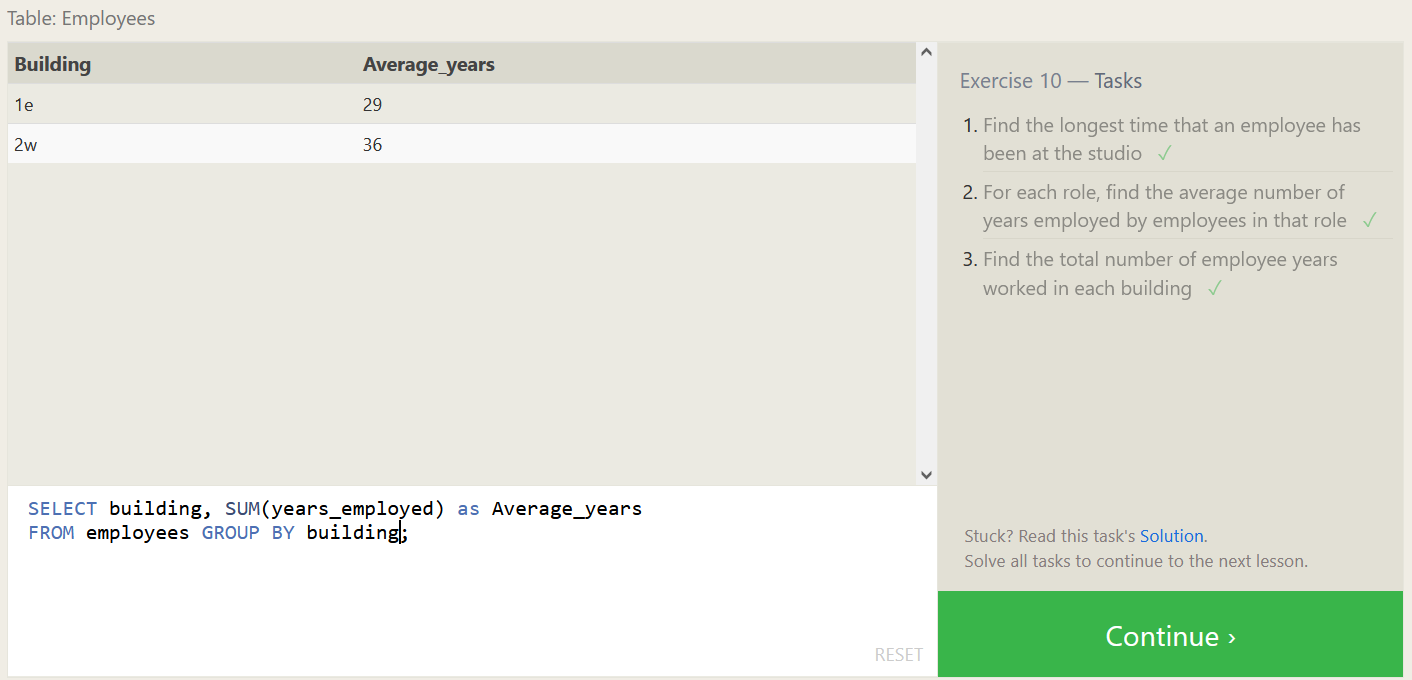 Table: Employees
Building Average_years
1e 29
2w 36
SELECT building, SUM(years_employed) as Average_years
FROM employees GROUP BY building;
RESET
Exercise 10 — Tasks
1. Find the longest time that an employee has
been at the studio ✓
2. For each role, find the average number of
years employed by employees in that role ✓
3. Find the total number of employee years
worked in each building ✓
Stuck? Read this task's Solution.
Solve all tasks to continue to the next lesson.
Continue ›